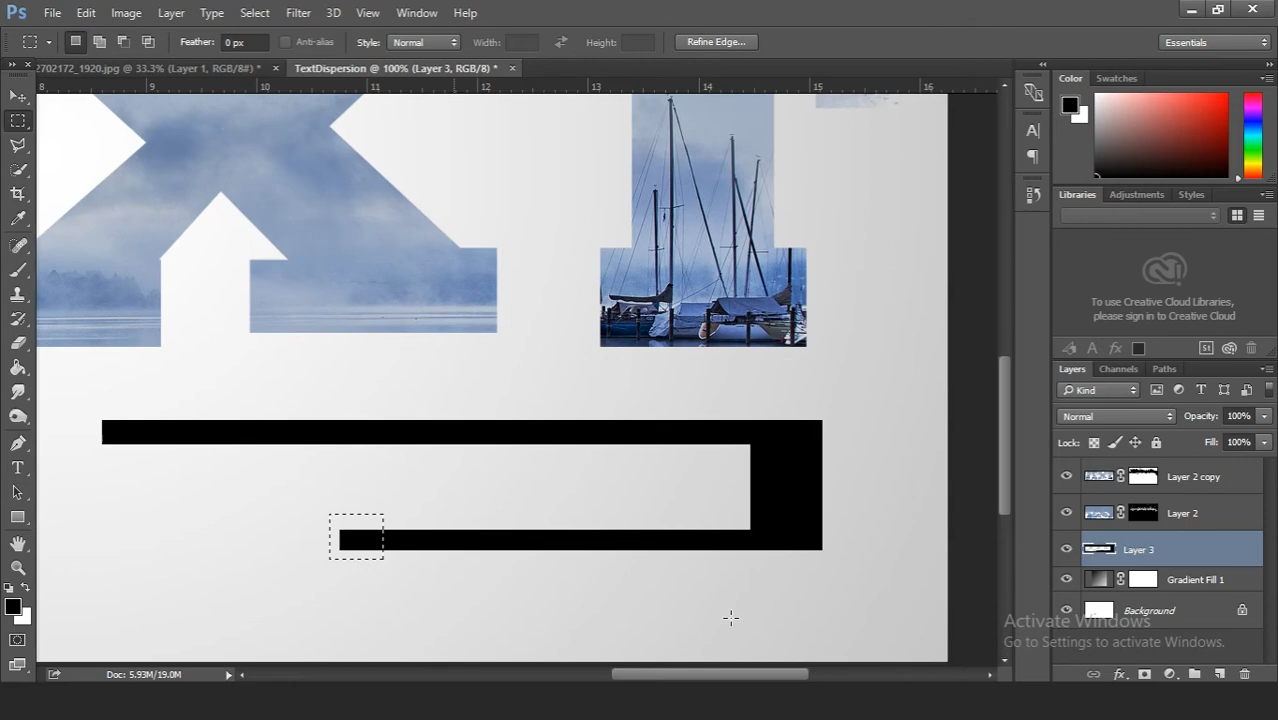 Ps File Edit Image Layer Type Select Filter 3D View Window Help
Feather: 0 px Anti-alias Style: Normal Width: Height: Refine Edge... Essentials
2702172_1920.jpg @ 33.3% (Layer 1, RGB/8#) * × TextDispersion @ 100% (Layer 3, RGB/8) * ×
8 9 10 11 12 13 14 15 16
Color Swatches
Libraries Adjustments Styles
To use Creative Cloud Libraries,
please sign in to Creative Cloud
Layers Channels Paths
Kind
Normal Opacity: 100%
Lock: Fill: 100%
Layer 2 copy
Layer 2
Layer 3
Gradient Fill 1
Background
Activate Windows
Go to Settings to activate Windows.
Doc: 5.93M/19.0M